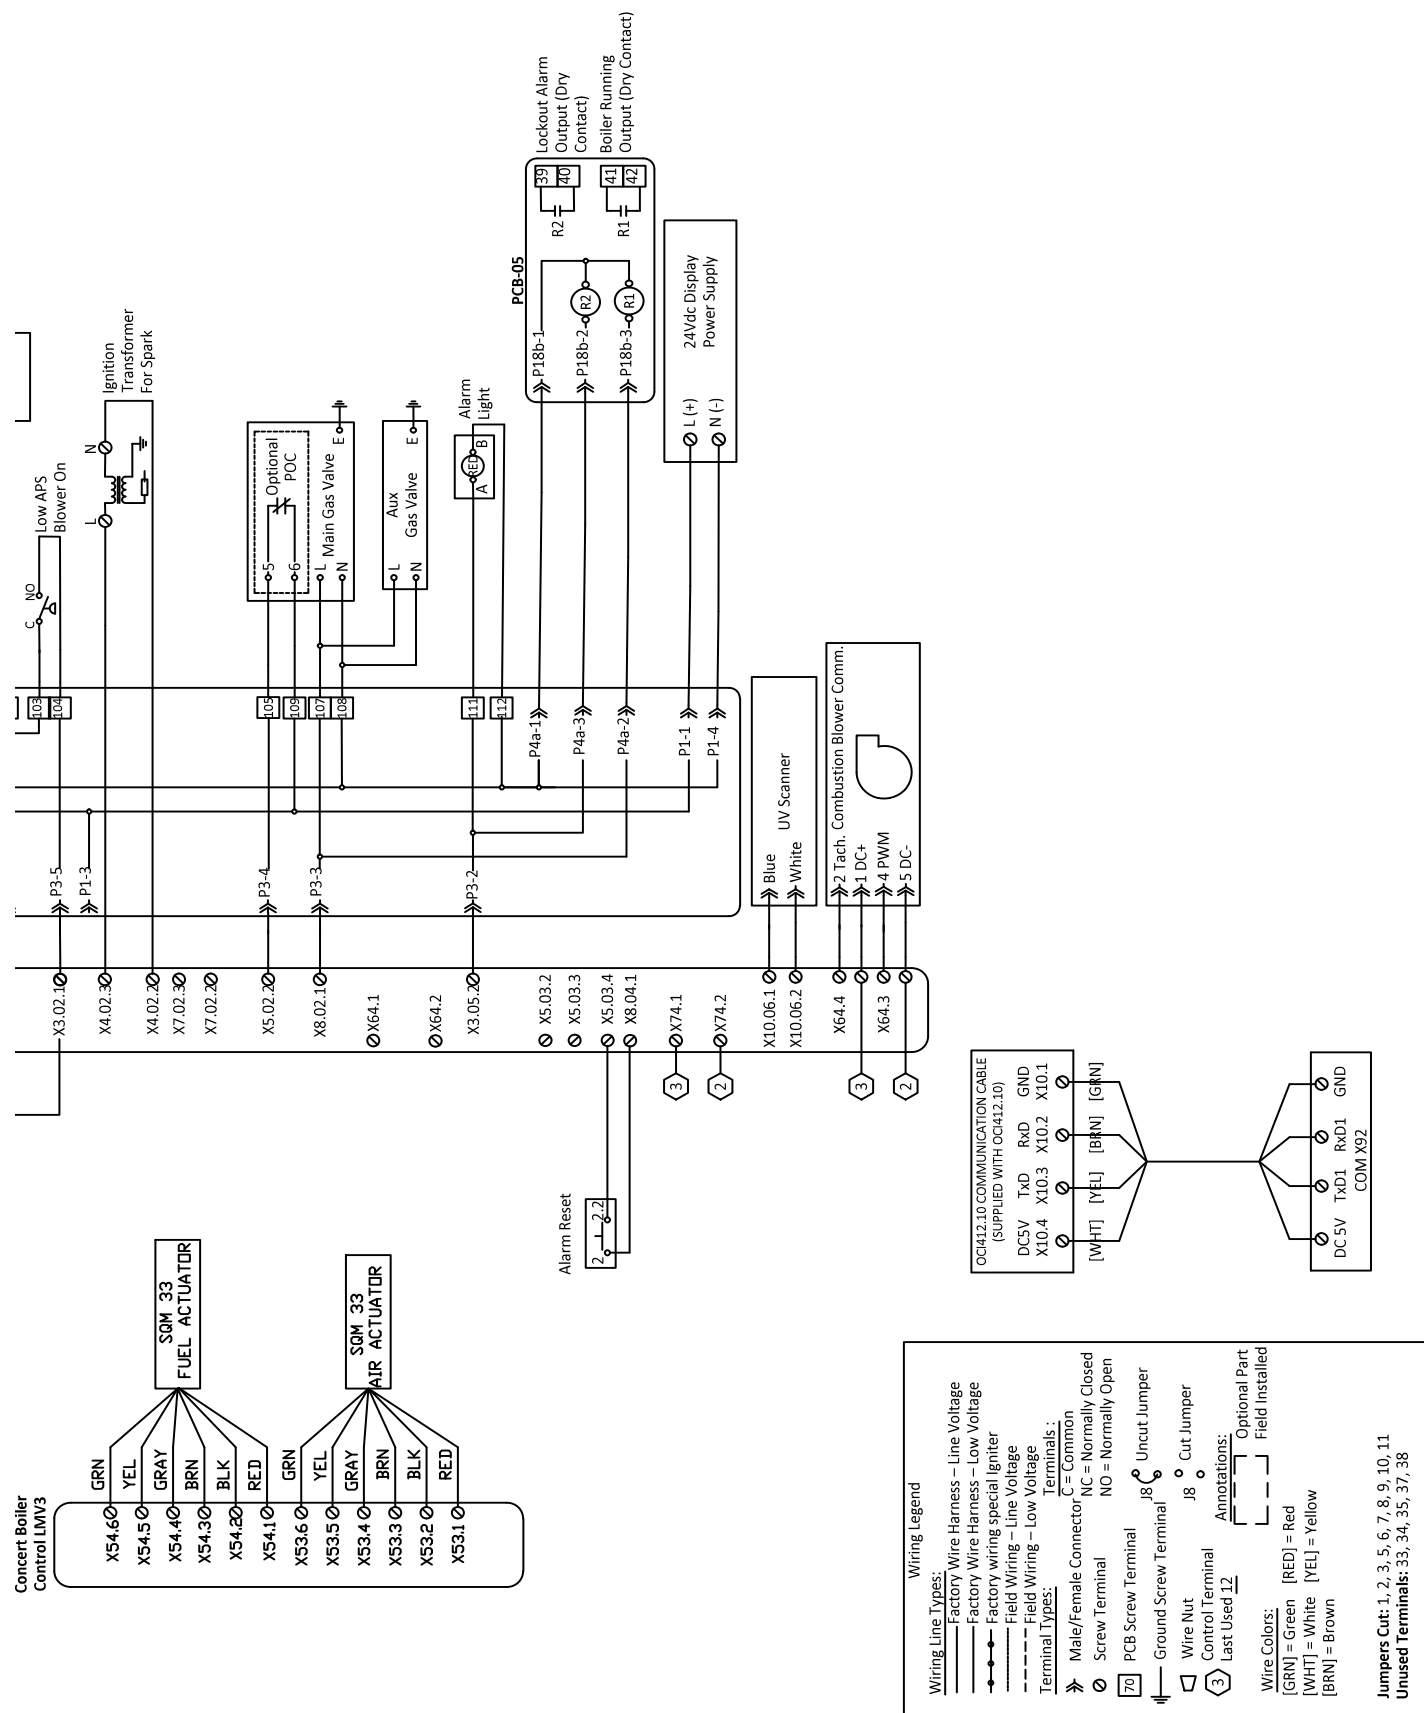 Lockout Alarm
Output (Dry
Contact)
Boiler Running
Output (Dry Contact)
39
40
41
42
R2
R1
PCB-05
R2
R1
P18b-1
P18b-2
P18b-3
24Vdc Display
Power Supply
L (+)
N (-)
Ignition
Transformer
For Spark
N
L
Low APS
Blower On
NO
C
Optional
POC
5
6
Main Gas Valve
L
N
E
Aux
Gas Valve
L
N
E
Alarm
Light
RED
A
B
103
104
105
109
107
108
111
112
P4a-1
P4a-3
P4a-2
P1-1
P1-4
P3-5
P1-3
P3-4
P3-3
P3-2
UV Scanner
Blue
White
Combustion Blower Comm.
2 Tach.
1 DC+
4 PWM
5 DC-
X3.02.1
X4.02.3
X4.02.2
X7.02.3
X7.02.2
X5.02.2
X8.02.1
X64.1
X64.2
X3.05.2
X5.03.2
X5.03.3
X5.03.4
X8.04.1
X74.1
X74.2
X10.06.1
X10.06.2
X64.4
X64.3
3
2
3
2
Alarm Reset
2
2.2
OCI412.10 COMMUNICATION CABLE
(SUPPLIED WITH OCI412.10)
DC5V TxD RxD GND
X10.4 X10.3 X10.2 X10.1
[WHT] [YEL] [BRN] [GRN]
DC 5V TxD1 RxD1 GND
COM X92
Concert Boiler
Control LMV3
X54.6 GRN
X54.5 YEL
X54.4 GRAY
X54.3 BRN
X54.2 BLK
X54.1 RED
X53.6 GRN
X53.5 YEL
X53.4 GRAY
X53.3 BRN
X53.2 BLK
X53.1 RED
SQM 33
FUEL ACTUATOR
SQM 33
AIR ACTUATOR
Wiring Legend
Wiring Line Types:
Factory Wire Harness – Line Voltage
Factory Wire Harness – Low Voltage
Factory wiring special Igniter
Field Wiring – Line Voltage
Field Wiring – Low Voltage
Terminal Types:
Male/Female Connector
Screw Terminal
70 PCB Screw Terminal
Ground Screw Terminal
Wire Nut
3 Control Terminal
Last Used 12
Terminals :
C = Common
NC = Normally Closed
NO = Normally Open
J8 Uncut Jumper
J8 Cut Jumper
Annotations:
Optional Part
Field Installed
Wire Colors:
[GRN] = Green [RED] = Red
[WHT] = White [YEL] = Yellow
[BRN] = Brown
Jumpers Cut: 1, 2, 3, 5, 6, 7, 8, 9, 10, 11
Unused Terminals: 33, 34, 35, 37, 38